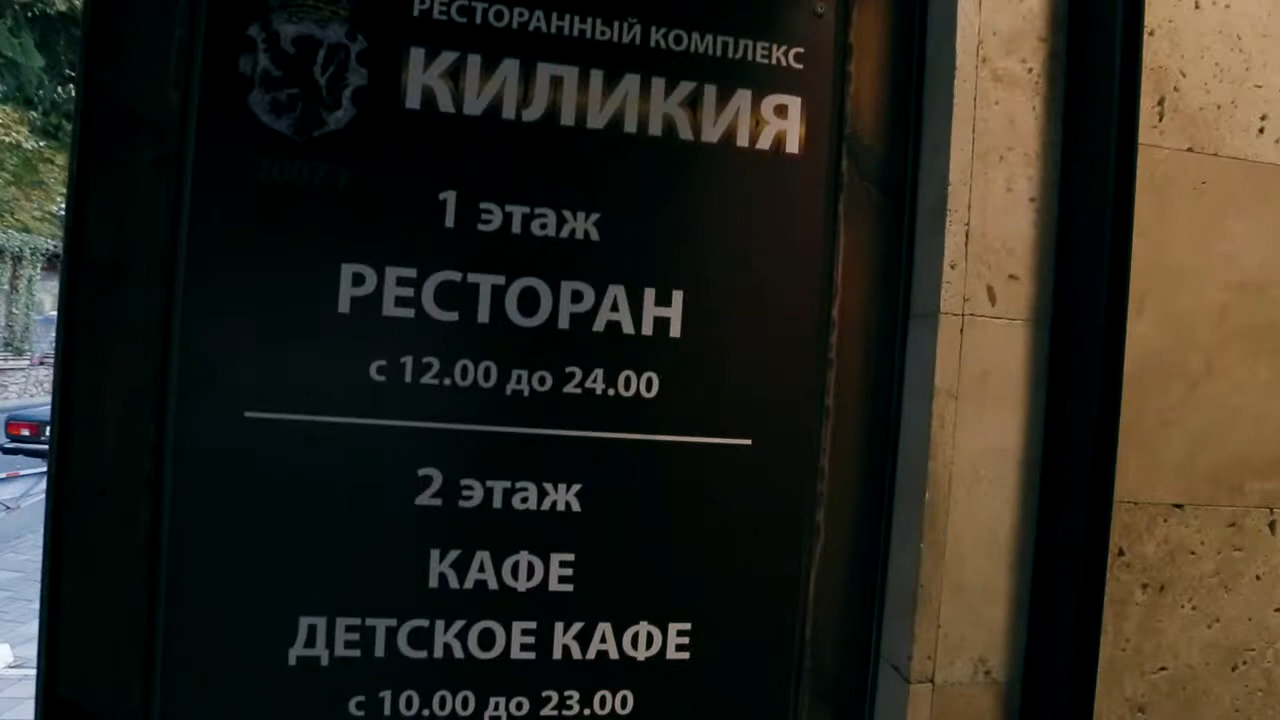 РЕСТОРАННЫЙ КОМПЛЕКС
КИЛИКИЯ
1 этаж
РЕСТОРАН
с 12.00 до 24.00
2 этаж
КАФЕ
ДЕТСКОЕ КАФЕ
с 10.00 до 23.00